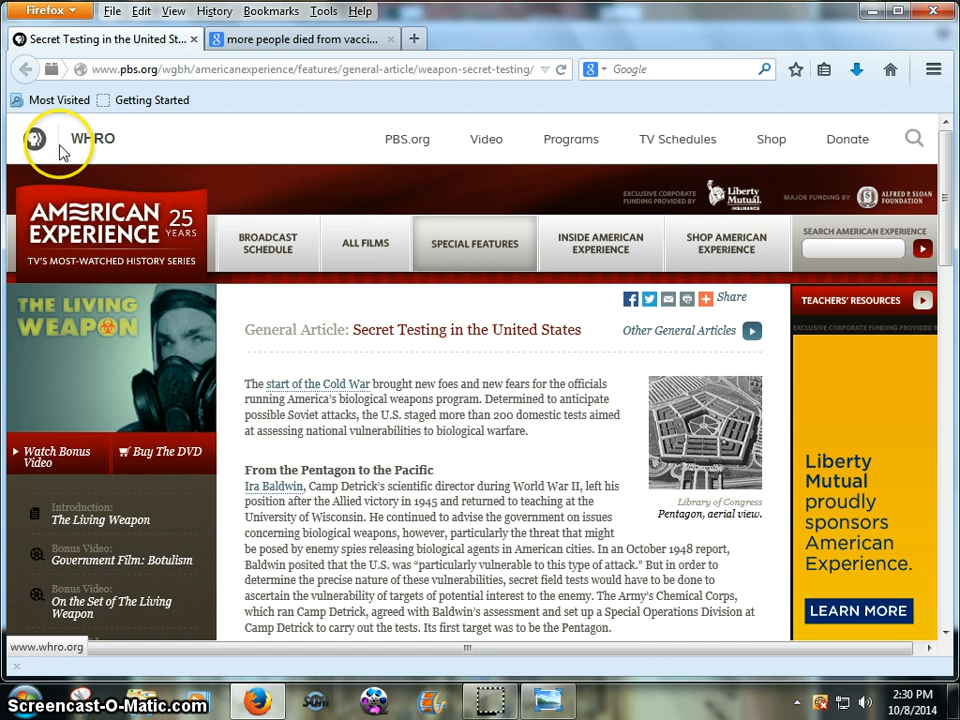 Firefox
File Edit View History Bookmarks Tools Help
Secret Testing in the United St... × more people died from vacci... × +
www.pbs.org/wgbh/americanexperience/features/general-article/weapon-secret-testing/ Google
Most Visited Getting Started
WHRO PBS.org Video Programs TV Schedules Shop Donate
EXCLUSIVE CORPORATE FUNDING PROVIDED BY Liberty Mutual. INSURANCE MAJOR FUNDING BY ALFRED P. SLOAN FOUNDATION
AMERICAN EXPERIENCE 25 YEARS
TV'S MOST-WATCHED HISTORY SERIES
BROADCAST SCHEDULE ALL FILMS SPECIAL FEATURES INSIDE AMERICAN EXPERIENCE SHOP AMERICAN EXPERIENCE
SEARCH AMERICAN EXPERIENCE
THE LIVING WEAPON
Share
TEACHERS' RESOURCES
EXCLUSIVE CORPORATE FUNDING PROVIDED B
General Article: Secret Testing in the United States
Other General Articles
The start of the Cold War brought new foes and new fears for the officials
running America's biological weapons program. Determined to anticipate
possible Soviet attacks, the U.S. staged more than 200 domestic tests aimed
at assessing national vulnerabilities to biological warfare.
From the Pentagon to the Pacific
Ira Baldwin, Camp Detrick's scientific director during World War II, left his
position after the Allied victory in 1945 and returned to teaching at the
University of Wisconsin. He continued to advise the government on issues
concerning biological weapons, however, particularly the threat that might
be posed by enemy spies releasing biological agents in American cities. In an October 1948 report,
Baldwin posited that the U.S. was "particularly vulnerable to this type of attack." But in order to
determine the precise nature of these vulnerabilities, secret field tests would have to be done to
ascertain the vulnerability of targets of potential interest to the enemy. The Army's Chemical Corps,
which ran Camp Detrick, agreed with Baldwin's assessment and set up a Special Operations Division at
Camp Detrick to carry out the tests. Its first target was to be the Pentagon.
Library of Congress
Pentagon, aerial view.
Watch Bonus Video
Buy The DVD
Introduction:
The Living Weapon
Bonus Video:
Government Film: Botulism
Bonus Video:
On the Set of The Living
Weapon
Liberty
Mutual
proudly
sponsors
American
Experience.
LEARN MORE
www.whro.org
Screencast-O-Matic.com
2:30 PM
10/8/2014